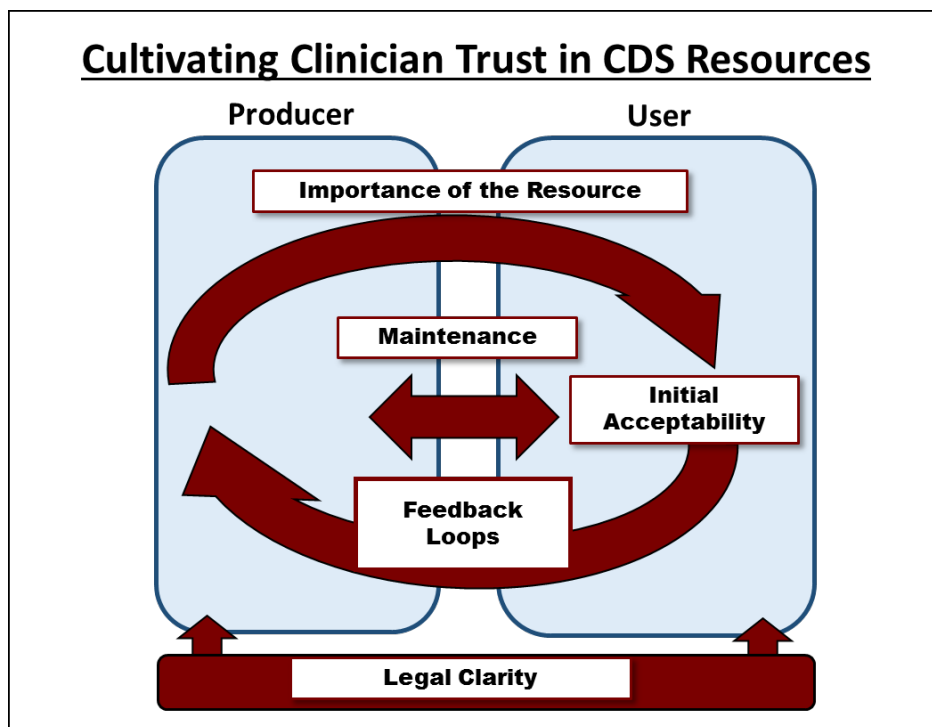 Cultivating Clinician Trust in CDS Resources
Producer
User
Importance of the Resource
Maintenance
Initial
Acceptability
Feedback
Loops
Legal Clarity